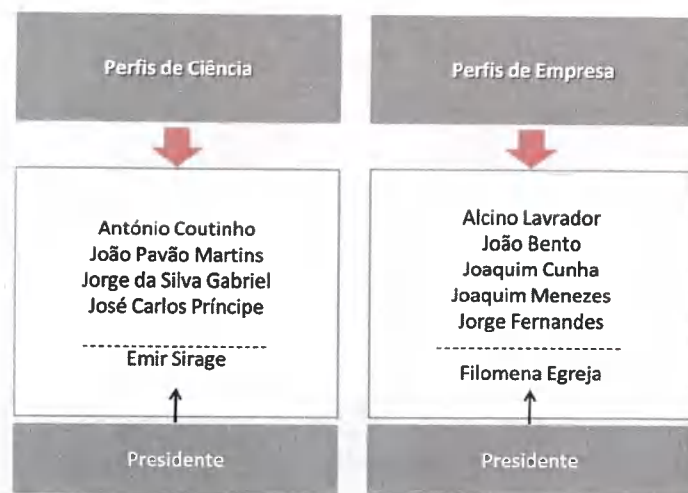 Perfis de Ciência
António Coutinho
João Pavão Martins
Jorge da Silva Gabriel
José Carlos Príncipe
Emir Sirage
Presidente
Perfis de Empresa
Alcino Lavrador
João Bento
Joaquim Cunha
Joaquim Menezes
Jorge Fernandes
Filomena Egreja
Presidente